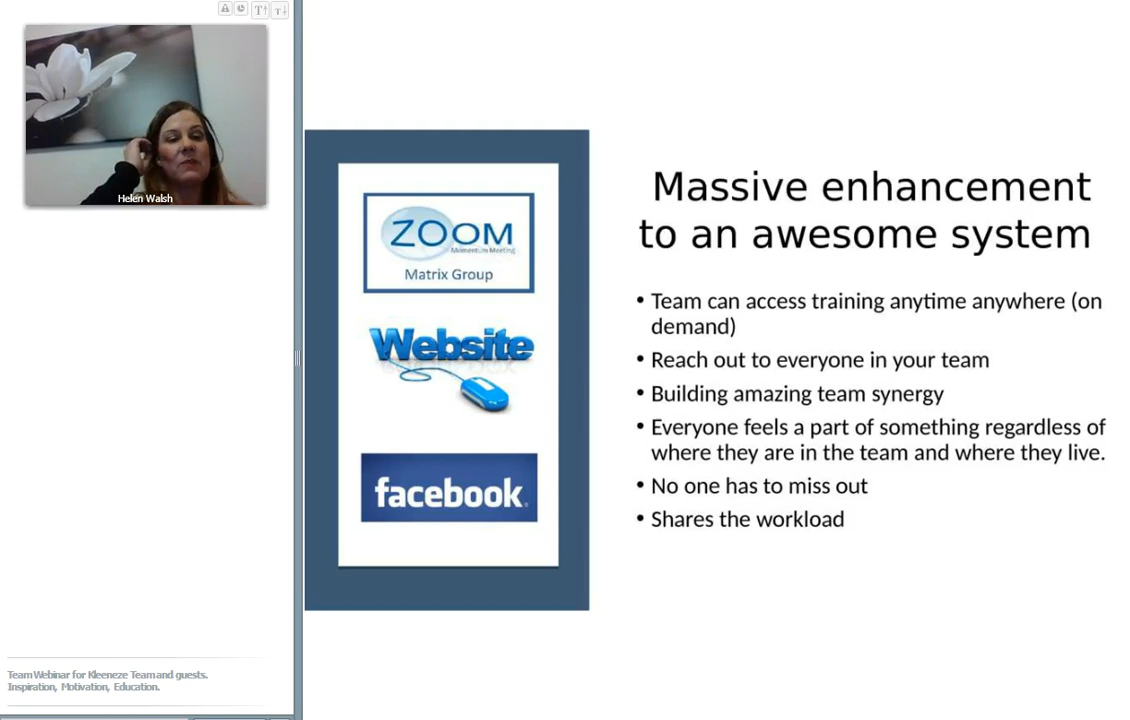 T↑ T↓
Helen Walsh
ZOOM
Momentum Meeting
Matrix Group
Website
facebook.
Massive enhancement
to an awesome system
• Team can access training anytime anywhere (on
demand)
• Reach out to everyone in your team
• Building amazing team synergy
• Everyone feels a part of something regardless of
where they are in the team and where they live.
• No one has to miss out
• Shares the workload
Team Webinar for Kleeneze Team and guests.
Inspiration, Motivation, Education.